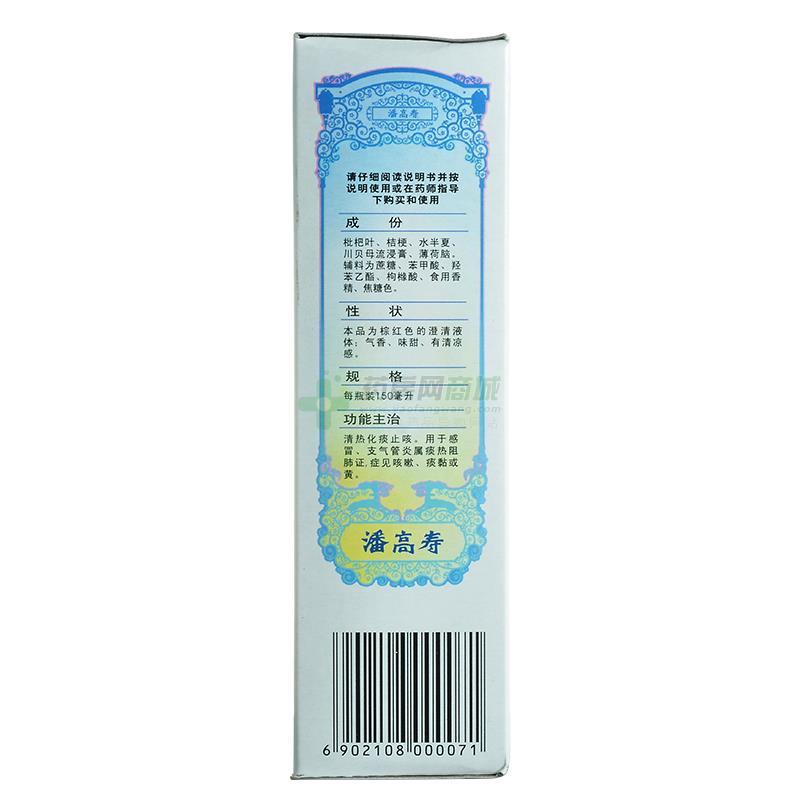 潘高寿
请仔细阅读说明书并按
说明使用或在药师指导
下购买和使用
成 份
枇杷叶、桔梗、水半夏、
川贝母流浸膏、薄荷脑。
辅料为蔗糖、苯甲酸、羟
苯乙酯、枸橼酸、食用香
精、焦糖色。
性 状
本品为棕红色的澄清液
体；气香、味甜、有清凉
感。
规 格
药房网商城
每瓶装150毫升
yaofangwang.com
功能主治
清热化痰止咳。用于感
冒、支气管炎属痰热阻
肺证,症见咳嗽、痰黏或
黄。
潘高寿
6 902108 000071